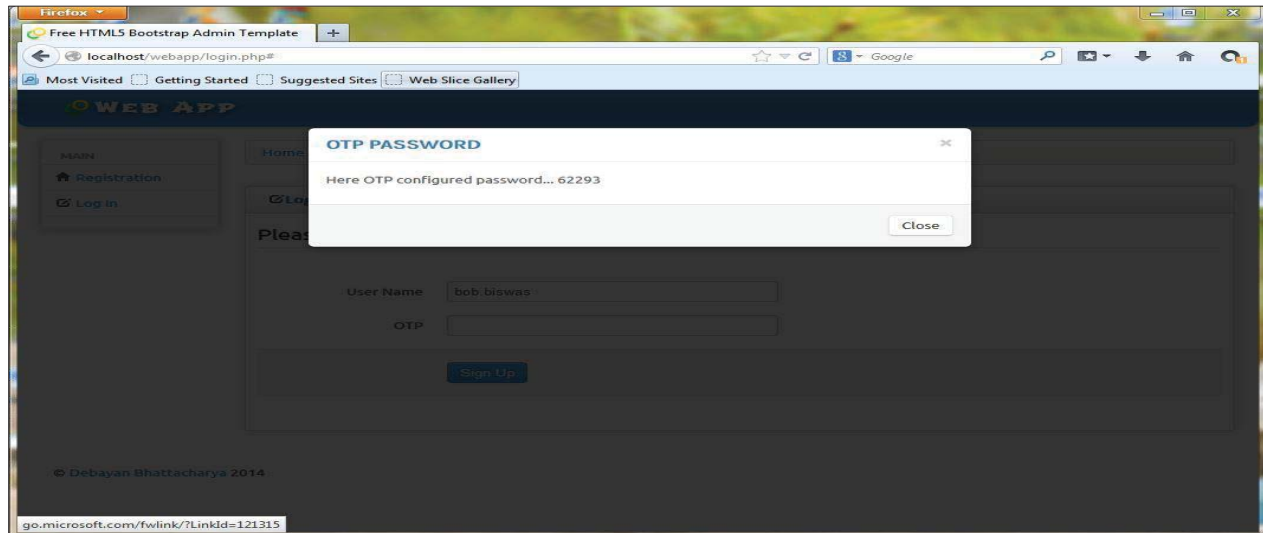 Firefox
Free HTML5 Bootstrap Admin Template
localhost/webapp/login.php#
Google
Most Visited Getting Started Suggested Sites Web Slice Gallery
WEB APP
MAIN
Registration
Log in
Home
OTP PASSWORD
×
Here OTP configured password... 62293
Close
Log
Pleas
User Name bob.biswas
OTP
Sign Up
© Debayan Bhattacharya 2014
go.microsoft.com/fwlink/?LinkId=121315